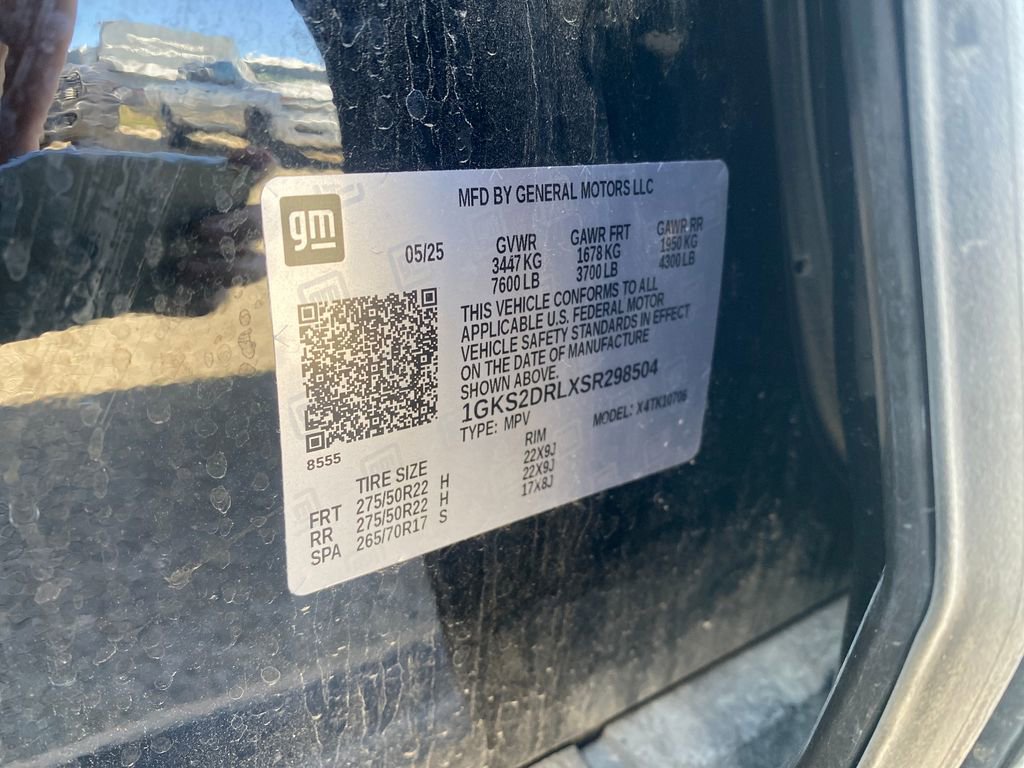 MFD BY GENERAL MOTORS LLC
gm
05/25
GVWR GAWR FRT GAWR RR
3447 KG 1678 KG 1950 KG
7600 LB 3700 LB 4300 LB
THIS VEHICLE CONFORMS TO ALL
APPLICABLE U.S. FEDERAL MOTOR
VEHICLE SAFETY STANDARDS IN EFFECT
ON THE DATE OF MANUFACTURE
SHOWN ABOVE.
1GKS2DRLXSR298504
TYPE: MPV MODEL: X4TK10706
8555
TIRE SIZE RIM
FRT 275/50R22 H 22X9J
RR 275/50R22 H 22X9J
SPA 265/70R17 S 17X8J